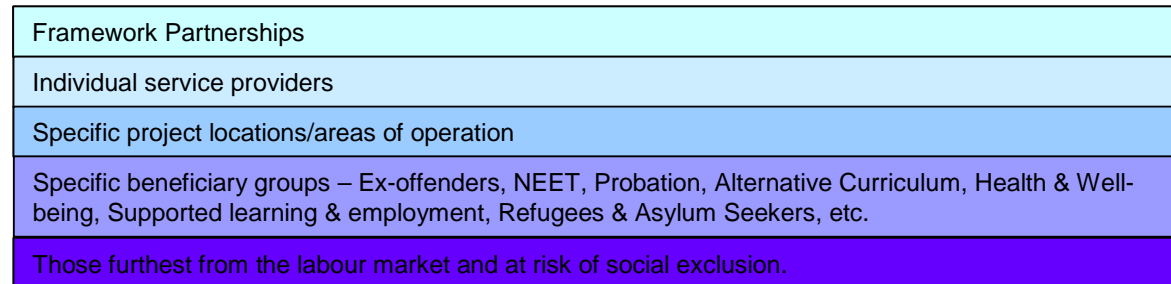 Framework Partnerships
Individual service providers
Specific project locations/areas of operation
Specific beneficiary groups – Ex-offenders, NEET, Probation, Alternative Curriculum, Health & Well-
being, Supported learning & employment, Refugees & Asylum Seekers, etc.
Those furthest from the labour market and at risk of social exclusion.